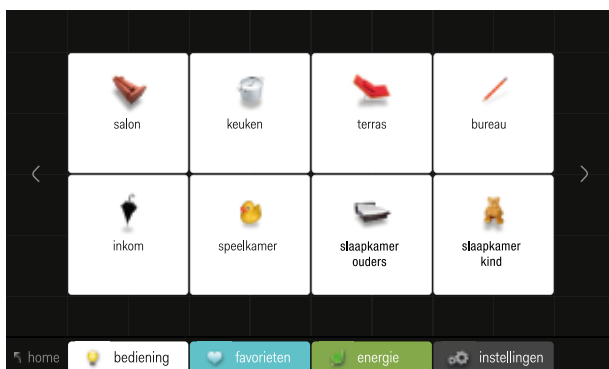 salon
keuken
terras
bureau
inkom
speelkamer
slaapkamer
ouders
slaapkamer
kind
home
bediening
favorieten
energie
instellingen